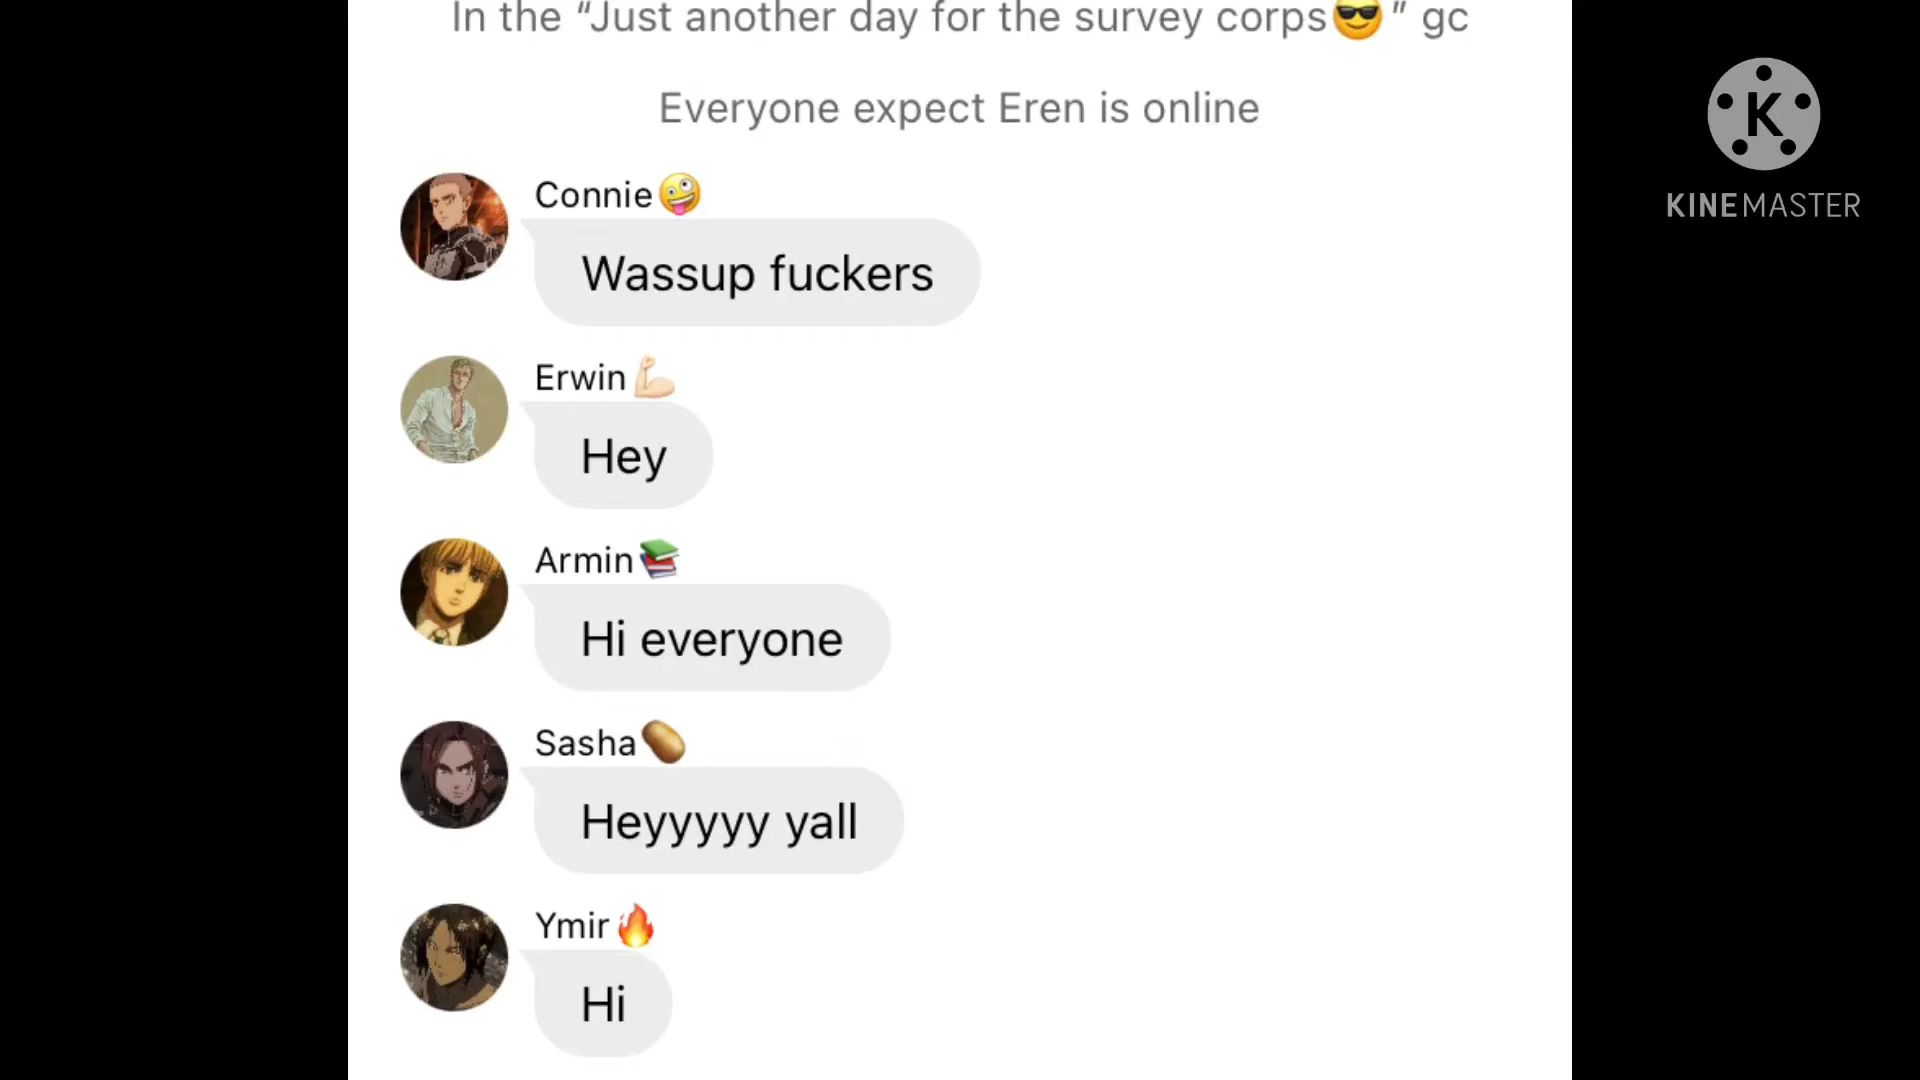 In the “Just another day for the survey corps😎” gc
Everyone expect Eren is online
Connie🤪
Wassup fuckers
Erwin💪🏻
Hey
Armin📚
Hi everyone
Sasha🥔
Heyyyyy yall
Ymir🔥
Hi
K
KINEMASTER